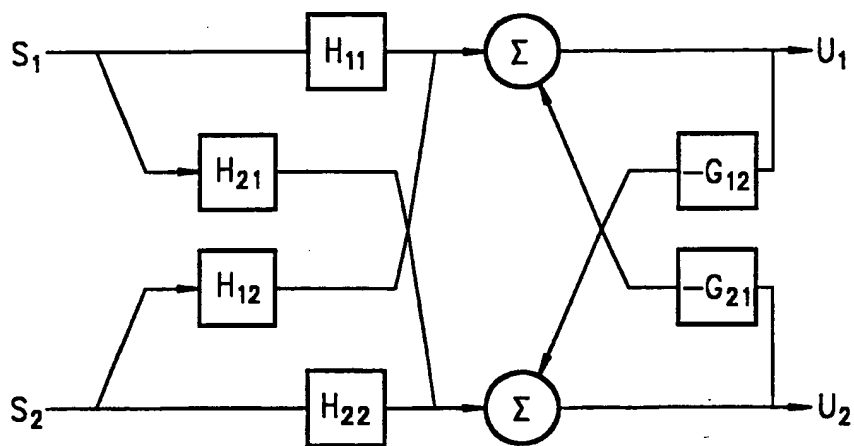 S₁ H₁₁ Σ U₁
H₂₁ −G₁₂
H₁₂ −G₂₁
S₂ H₂₂ Σ U₂